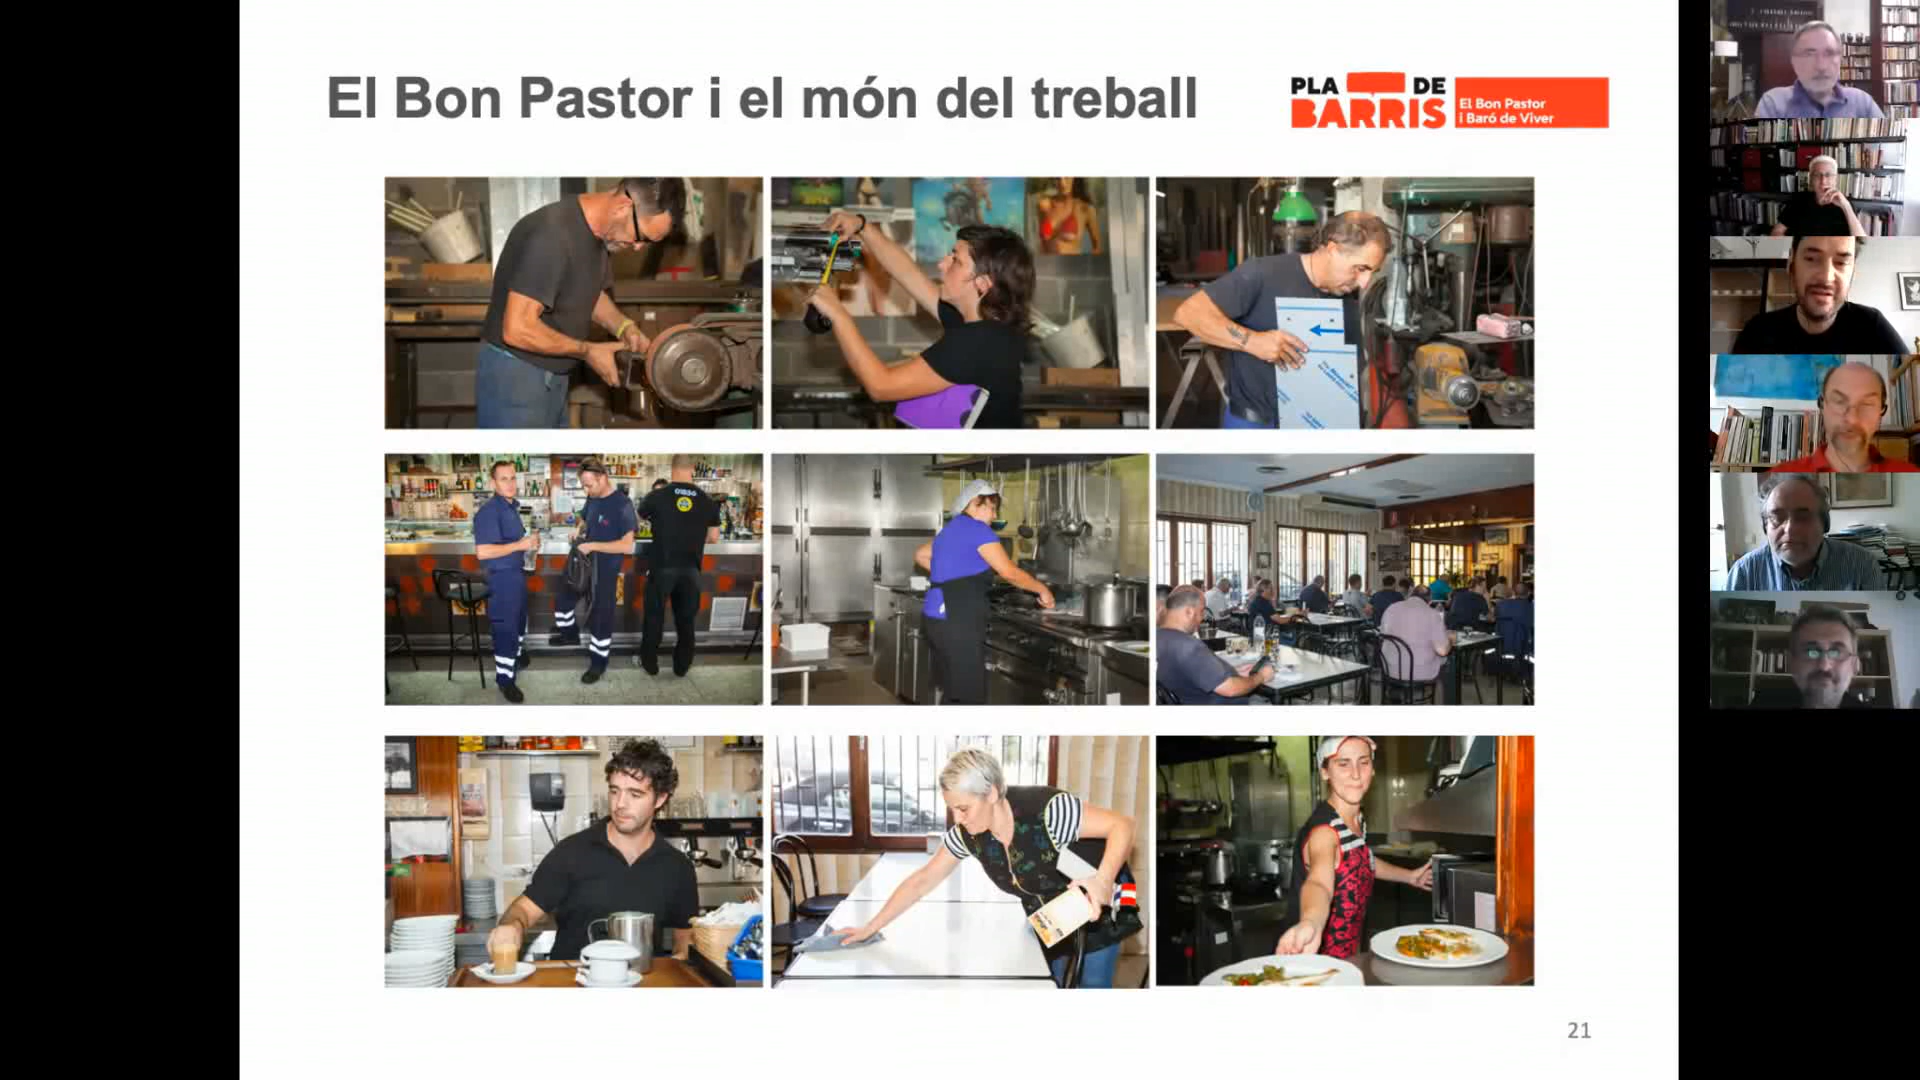 El Bon Pastor i el món del treball
PLA DE
BARRIS
El Bon Pastor
i Baró de Viver
21